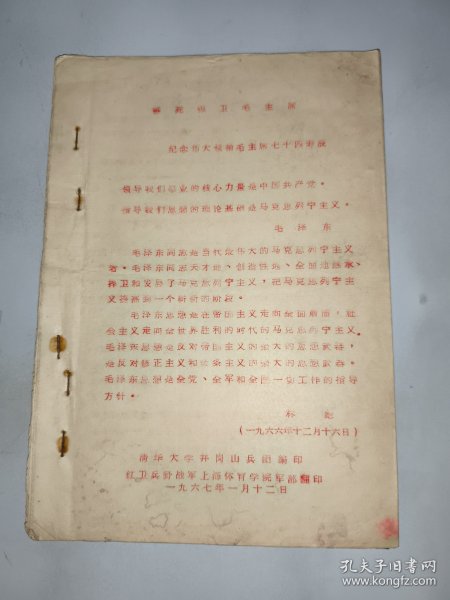 誓死保卫毛主席
纪念伟大领袖毛主席七十四寿辰
领导我们事业的核心力量是中国共产党。
指导我们思想的理论基础是马克思列宁主义。
毛泽东
毛泽东同志是当代最伟大的马克思列宁主义
者。毛泽东同志天才地、创造性地、全面地继承、
捍卫和发展了马克思列宁主义，把马克思列宁主
义提高到一个崭新的阶段。
毛泽东思想是在帝国主义走向全面崩溃，社
会主义走向全世界胜利的时代的马克思列宁主义。
毛泽东思想是反对帝国主义的强大的思想武器，
是反对修正主义和教条主义的强大的思想武器。
毛泽东思想是全党、全军和全国一切工作的指导
方针。
林彪
(一九六六年十二月十六日)
清华大学井岗山兵团编印
红卫兵野战军上海体育学院军部翻印
一九六七年一月十二日
孔夫子旧书网
www.kongfz.com